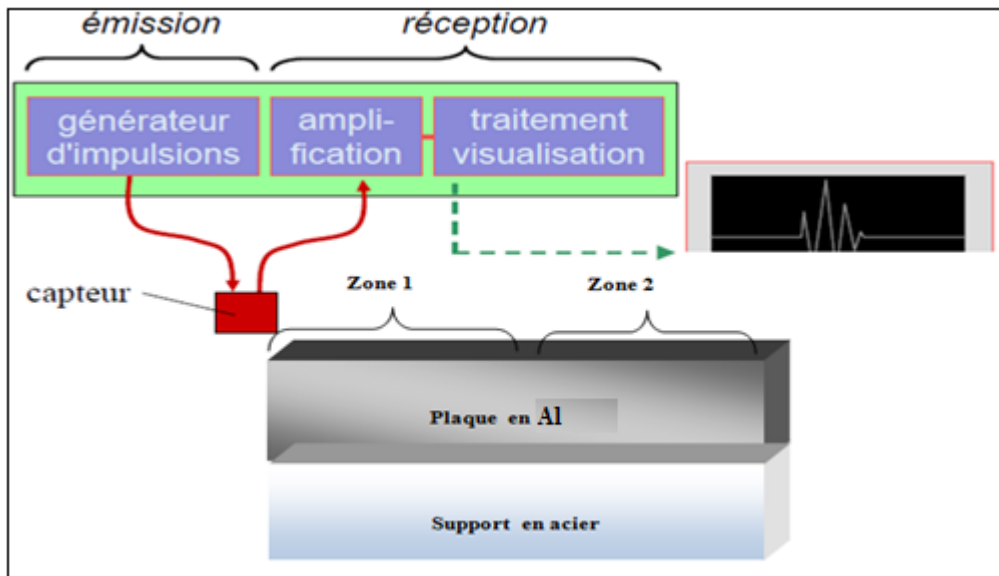 émission
réception
générateur
d'impulsions
ampli-
fication
traitement
visualisation
capteur
Zone 1
Zone 2
Plaque en Al
Support en acier